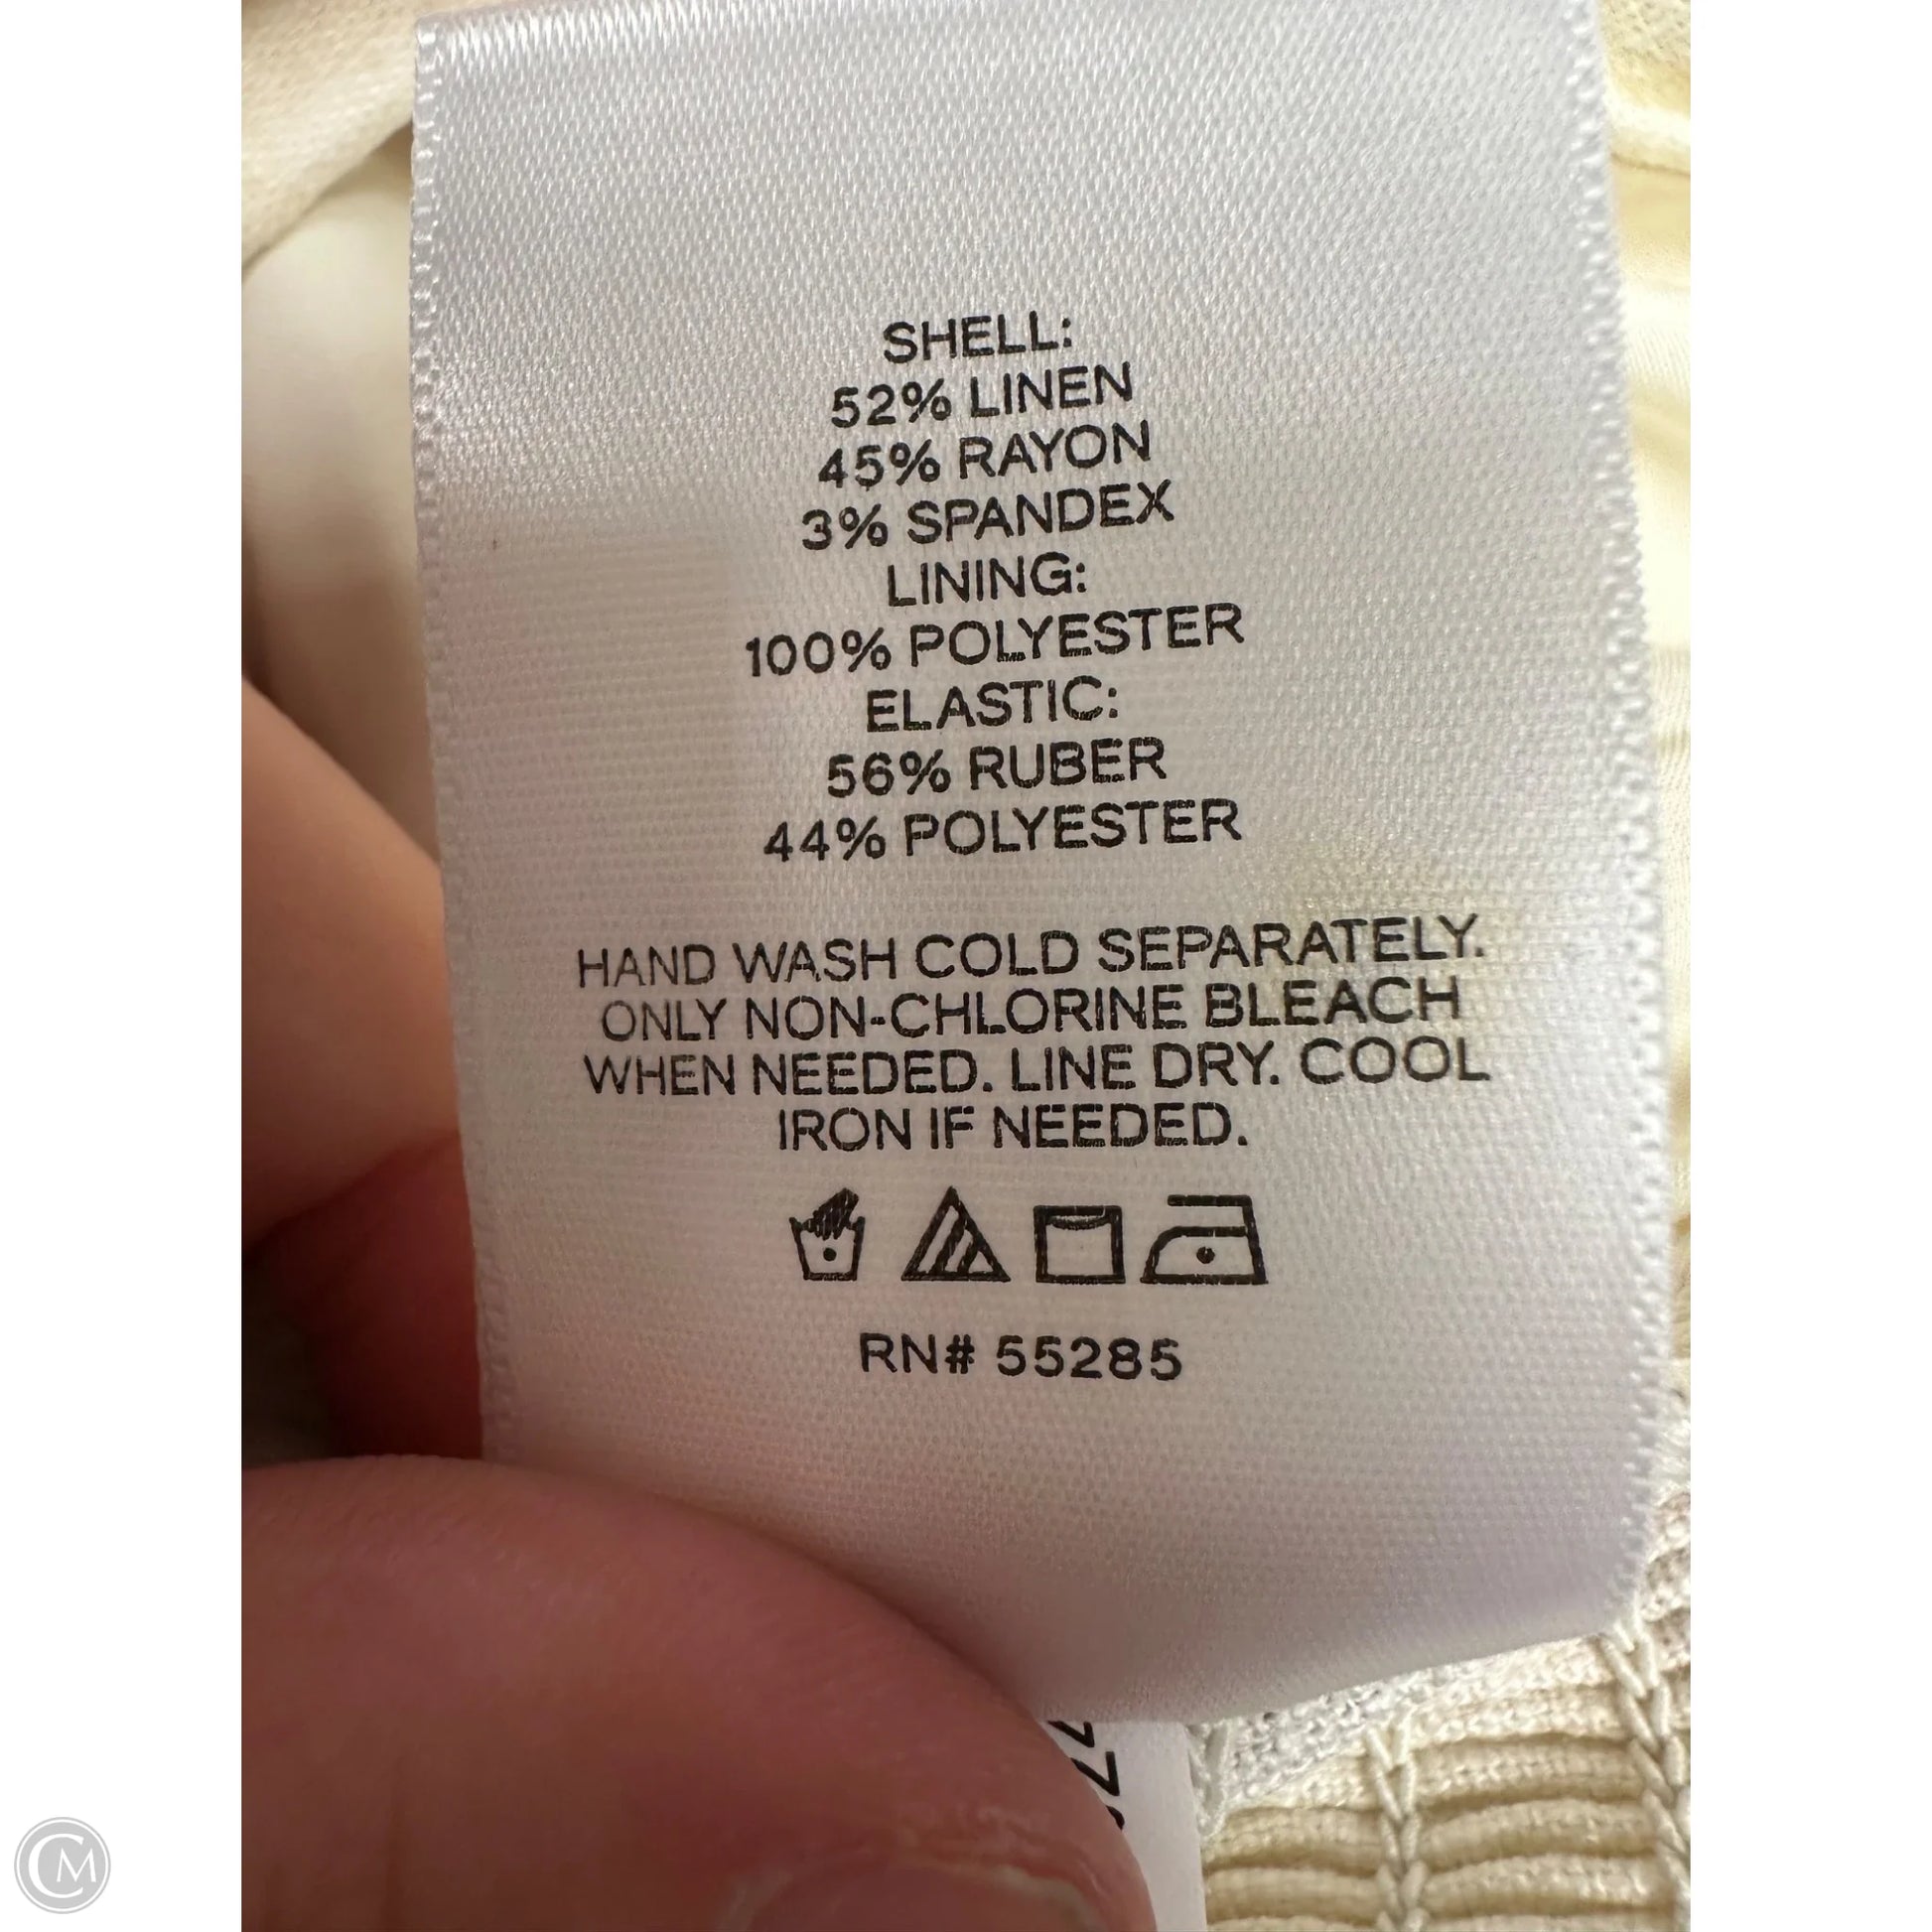 SHELL:
52% LINEN
45% RAYON
3% SPANDEX
LINING:
100% POLYESTER
ELASTIC:
56% RUBER
44% POLYESTER
HAND WASH COLD SEPARATELY.
ONLY NON-CHLORINE BLEACH
WHEN NEEDED. LINE DRY. COOL
IRON IF NEEDED.
RN# 55285
CM